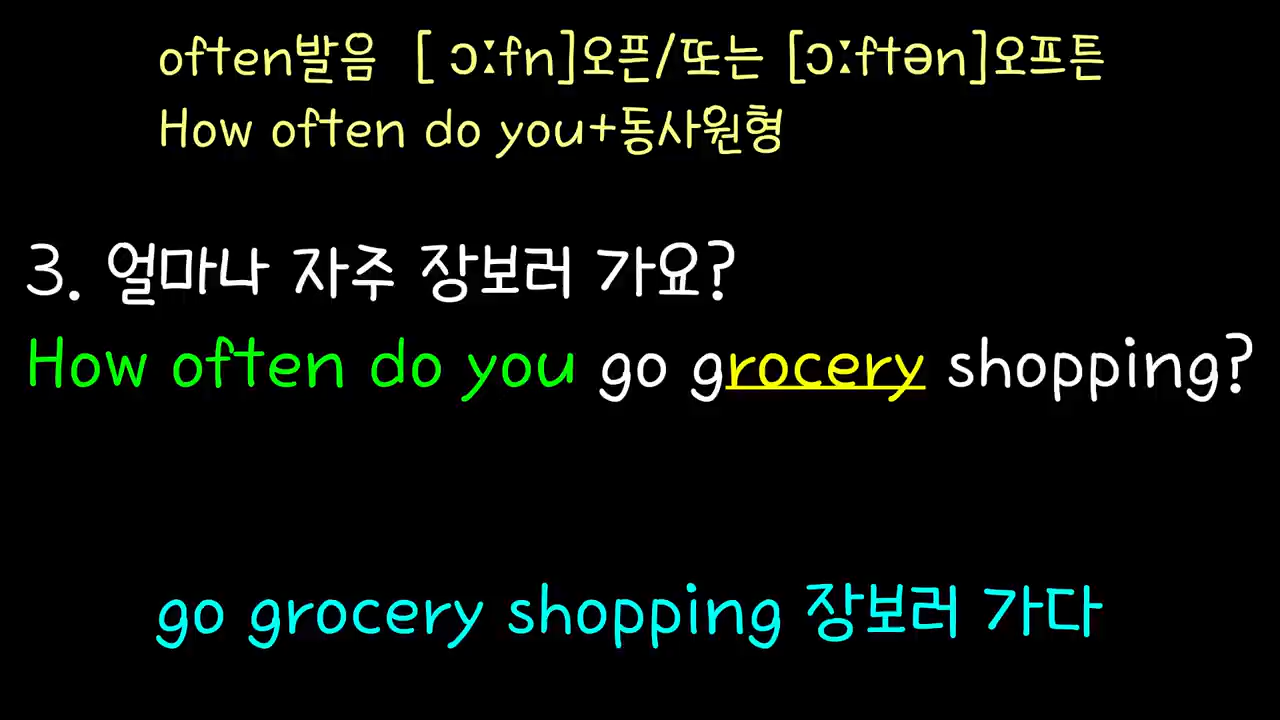 often발음 [ ɔːfn]오픈/또는 [ɔːftən]오프튼
How often do you+동사원형
3. 얼마나 자주 장보러 가요?
How often do you go grocery shopping?
go grocery shopping 장보러 가다